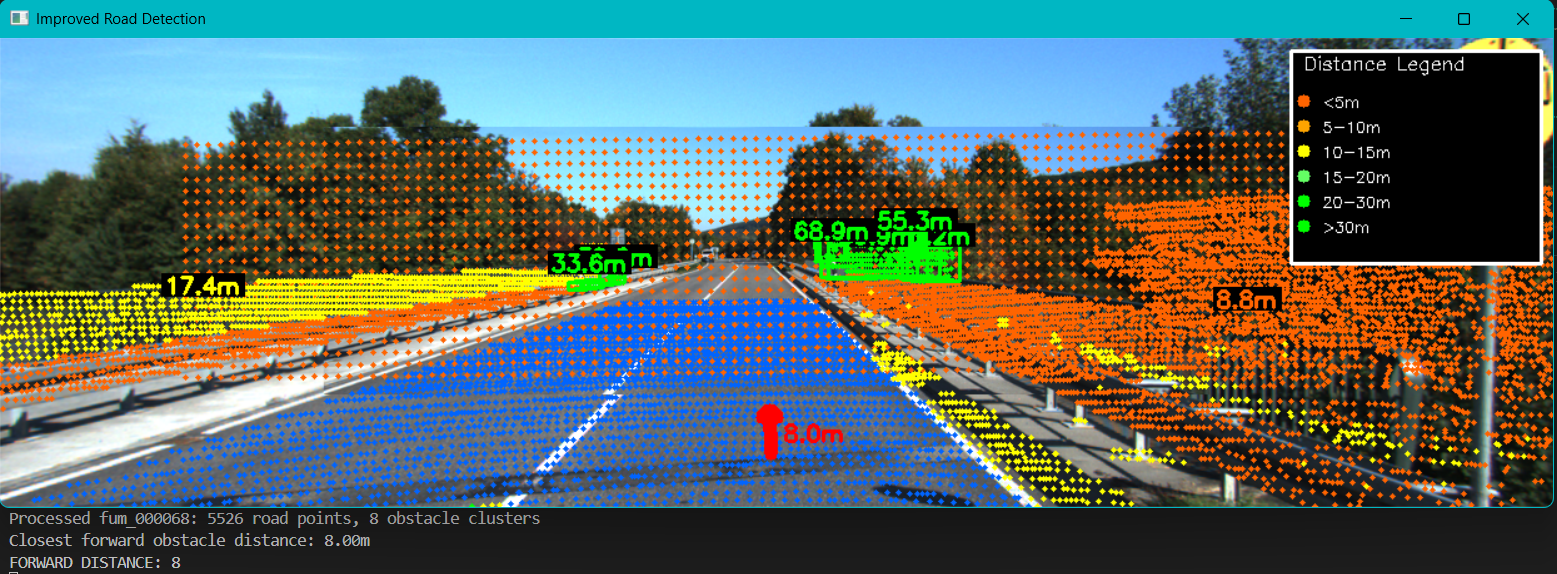 Improved Road Detection
Distance Legend
<5m
5-10m
10-15m
15-20m
20-30m
>30m
55.3m
68.9m
33.6m
17.4m
8.8m
8.0m
Processed fum_000068: 5526 road points, 8 obstacle clusters
Closest forward obstacle distance: 8.00m
FORWARD DISTANCE: 8